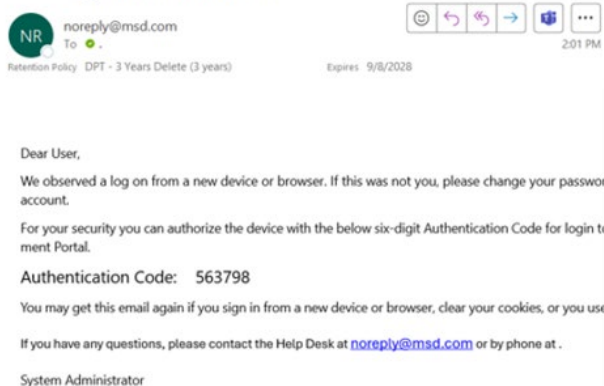 NR
noreply@msd.com
To .
2:01 PM
Retention Policy DPT - 3 Years Delete (3 years) Expires 9/8/2028
Dear User,
We observed a log on from a new device or browser. If this was not you, please change your passwor
account.
For your security you can authorize the device with the below six-digit Authentication Code for login t
ment Portal.
Authentication Code: 563798
You may get this email again if you sign in from a new device or browser, clear your cookies, or you use
If you have any questions, please contact the Help Desk at noreply@msd.com or by phone at .
System Administrator